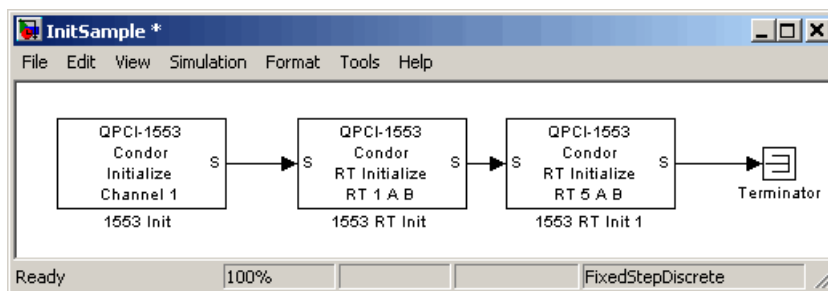 InitSample *
File Edit View Simulation Format Tools Help
QPCI-1553
Condor
Initialize
Channel 1
S
1553 Init
S
QPCI-1553
Condor
RT Initialize
RT 1 A B
S
1553 RT Init
S
QPCI-1553
Condor
RT Initialize
RT 5 A B
S
1553 RT Init 1
Terminator
Ready 100% FixedStepDiscrete